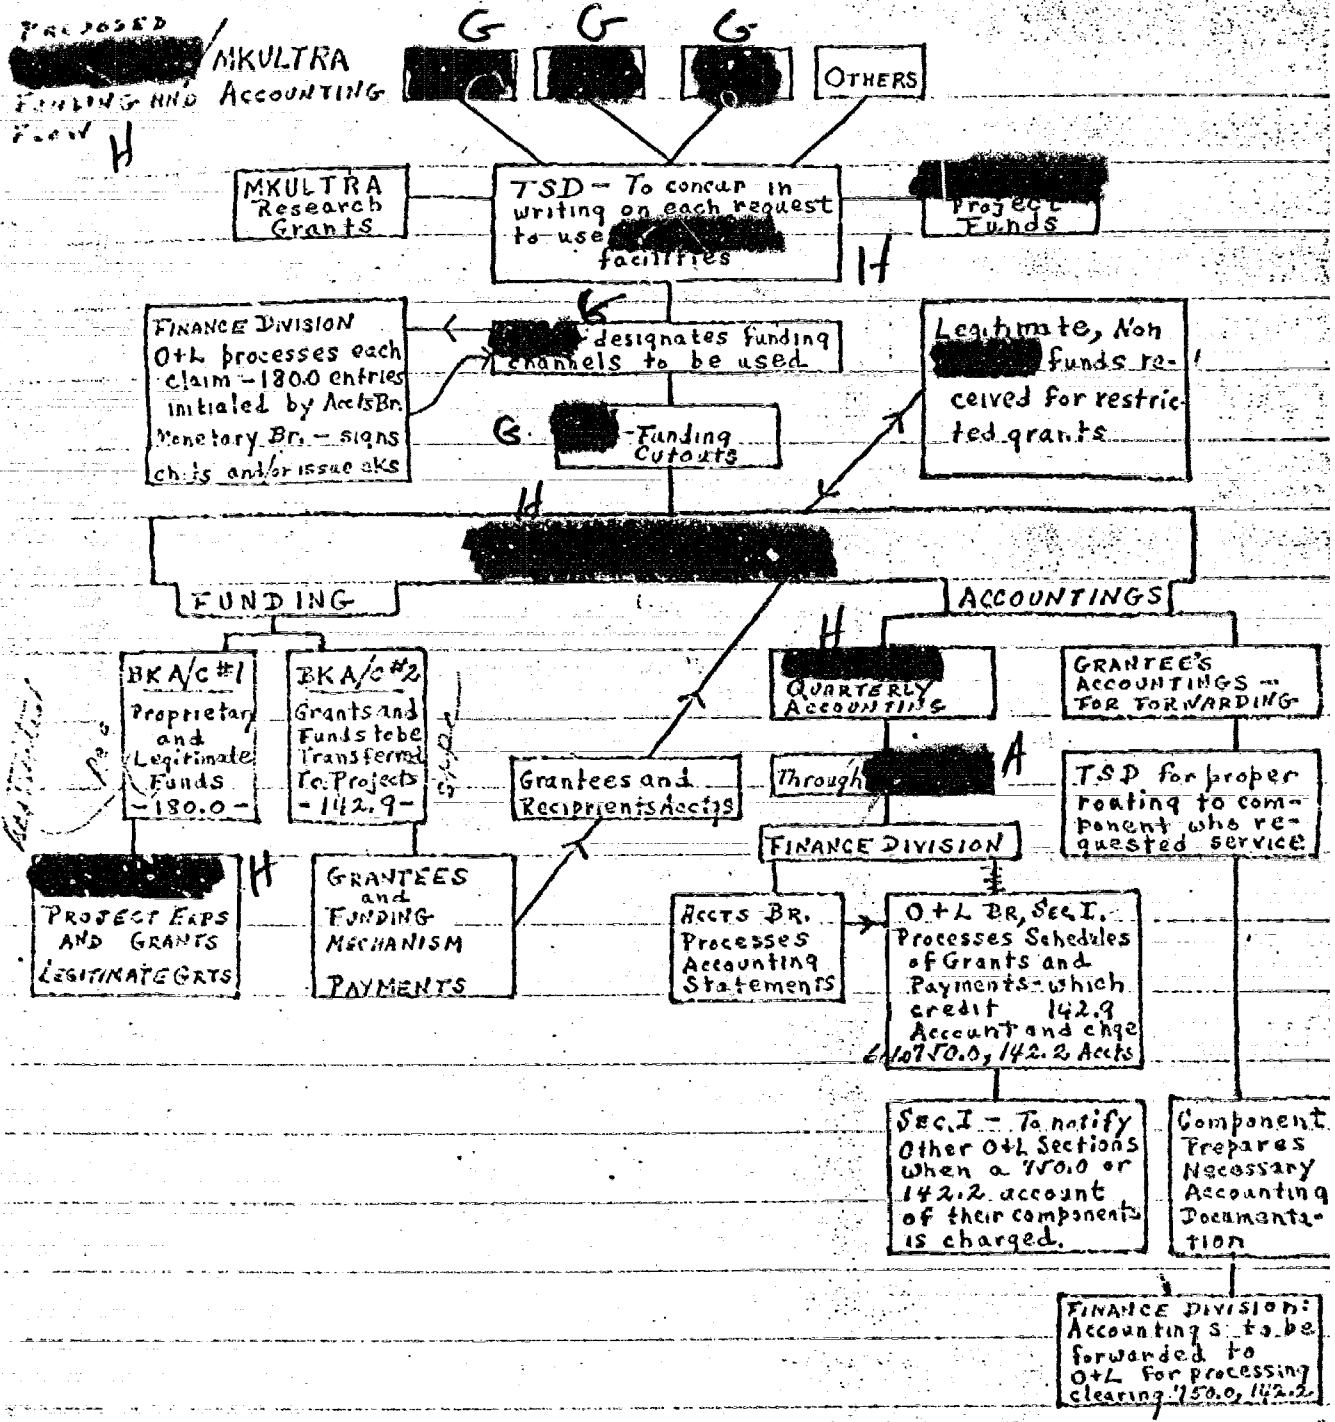 PROPOSED
/MKULTRA
FUNDING AND ACCOUNTING
FLOW
H
G
G
G
OTHERS
MKULTRA
Research
Grants
TSD - To concur in
writing on each request
to use
facilities
H
Project
Funds
FINANCE DIVISION
O+L processes each
claim - 180.0 entries
initialed by Accts Br.
Monetary Br. - signs
and/or issue cks
G
- designates funding
channels to be used
G.
- Funding
Cutouts
Legitimate, Non
funds re-
ceived for restric-
ted grants
H
FUNDING
ACCOUNTINGS
BK A/C #1
Proprietary
and
Legitimate
Funds
- 180.0 -
BK A/C #2
Grants and
Funds to be
Transferred
To Projects
- 142.9 -
Grantees and
Recipients Acctgs
H
QUARTERLY
ACCOUNTING
Through
A
FINANCE DIVISION
GRANTEE'S
ACCOUNTINGS -
FOR FORWARDING
TSD for proper
routing to com-
ponent who re-
quested service
H
PROJECT EXPS
AND GRANTS
LEGITIMATE GRTS
GRANTEES
and
FUNDING
MECHANISM
PAYMENTS
ACCTS BR.
Processes
Accounting
Statements
O+L BR, SEC. I.
Processes Schedules
of Grants and
Payments - which
credit 142.9
Account and chge
750.0, 142.2 Accts
SEC. I - To notify
Other O+L Sections
when a 750.0 or
142.2 account
of their components
is charged.
Component
Prepares
Necessary
Accounting
Documenta-
tion
FINANCE DIVISION:
Accountings to be
forwarded to
O+L for processing
clearing 750.0, 142.2